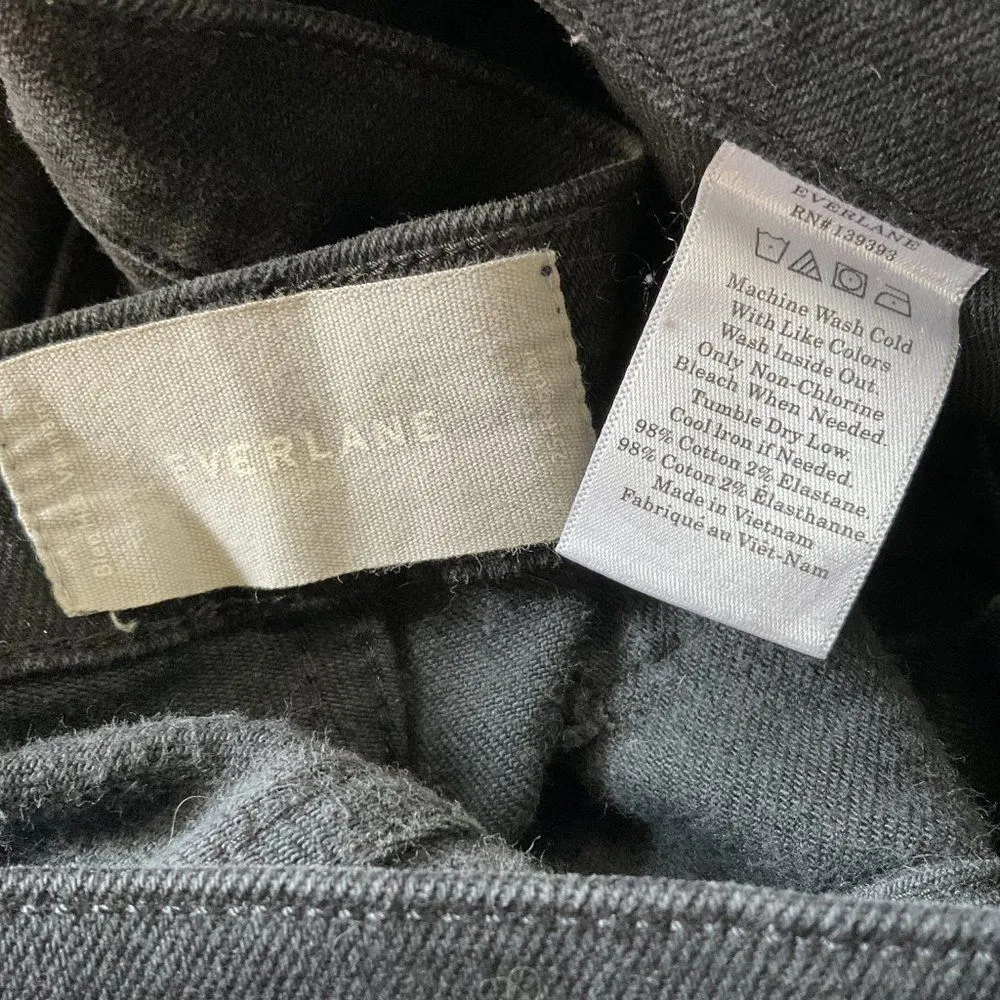 EVERLANE
EVERLANE
RN#139393
Machine Wash Cold
With Like Colors
Wash Inside Out.
Only Non-Chlorine
Bleach When Needed.
Tumble Dry Low.
Cool Iron if Needed.
98% Cotton 2% Elastane.
98% Coton 2% Élasthanne.
Made in Vietnam
Fabriqué au Viêt-Nam